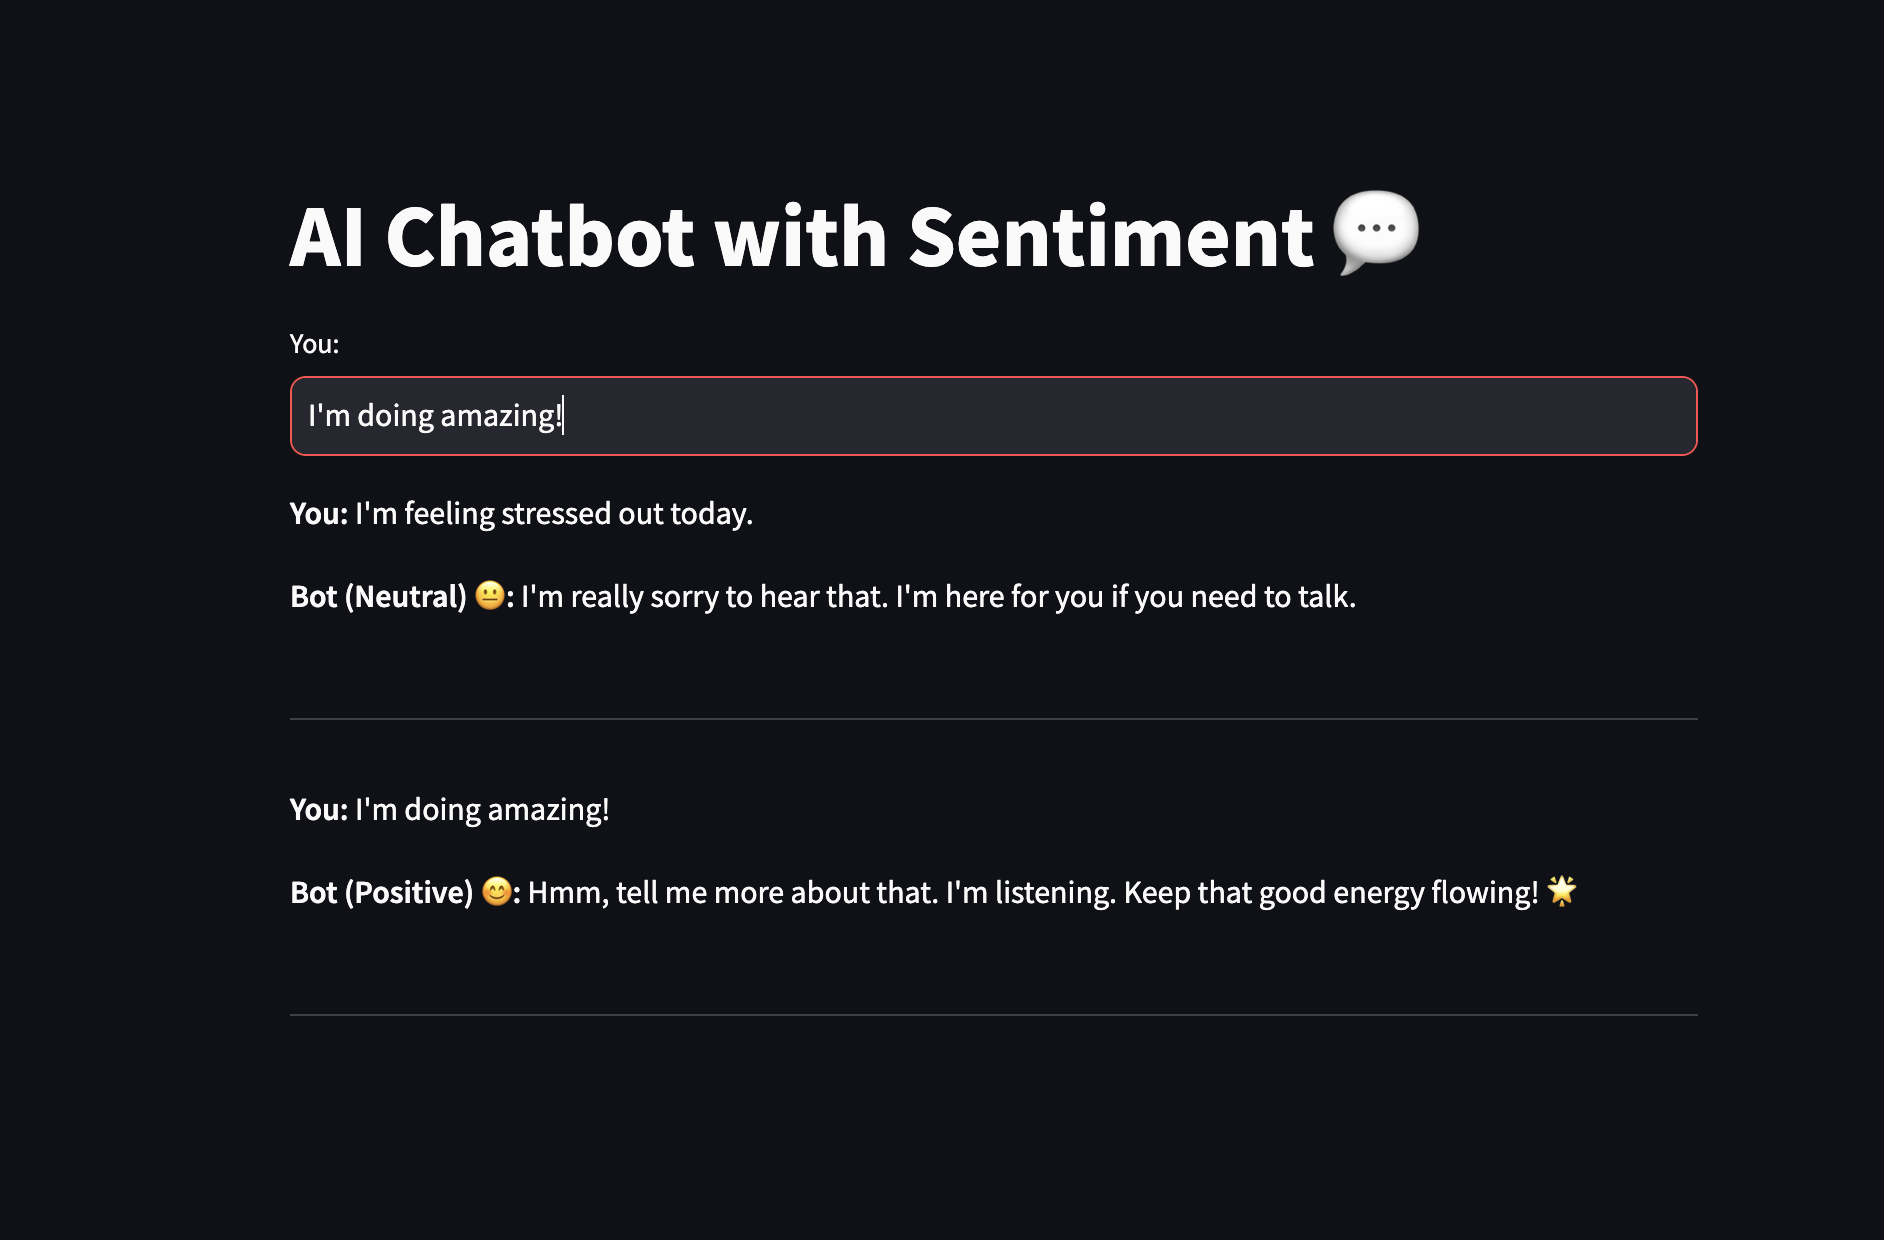 AI Chatbot with Sentiment 💬
You:
I'm doing amazing!
You: I'm feeling stressed out today.
Bot (Neutral) 😐: I'm really sorry to hear that. I'm here for you if you need to talk.
You: I'm doing amazing!
Bot (Positive) 😊: Hmm, tell me more about that. I'm listening. Keep that good energy flowing! 🌟